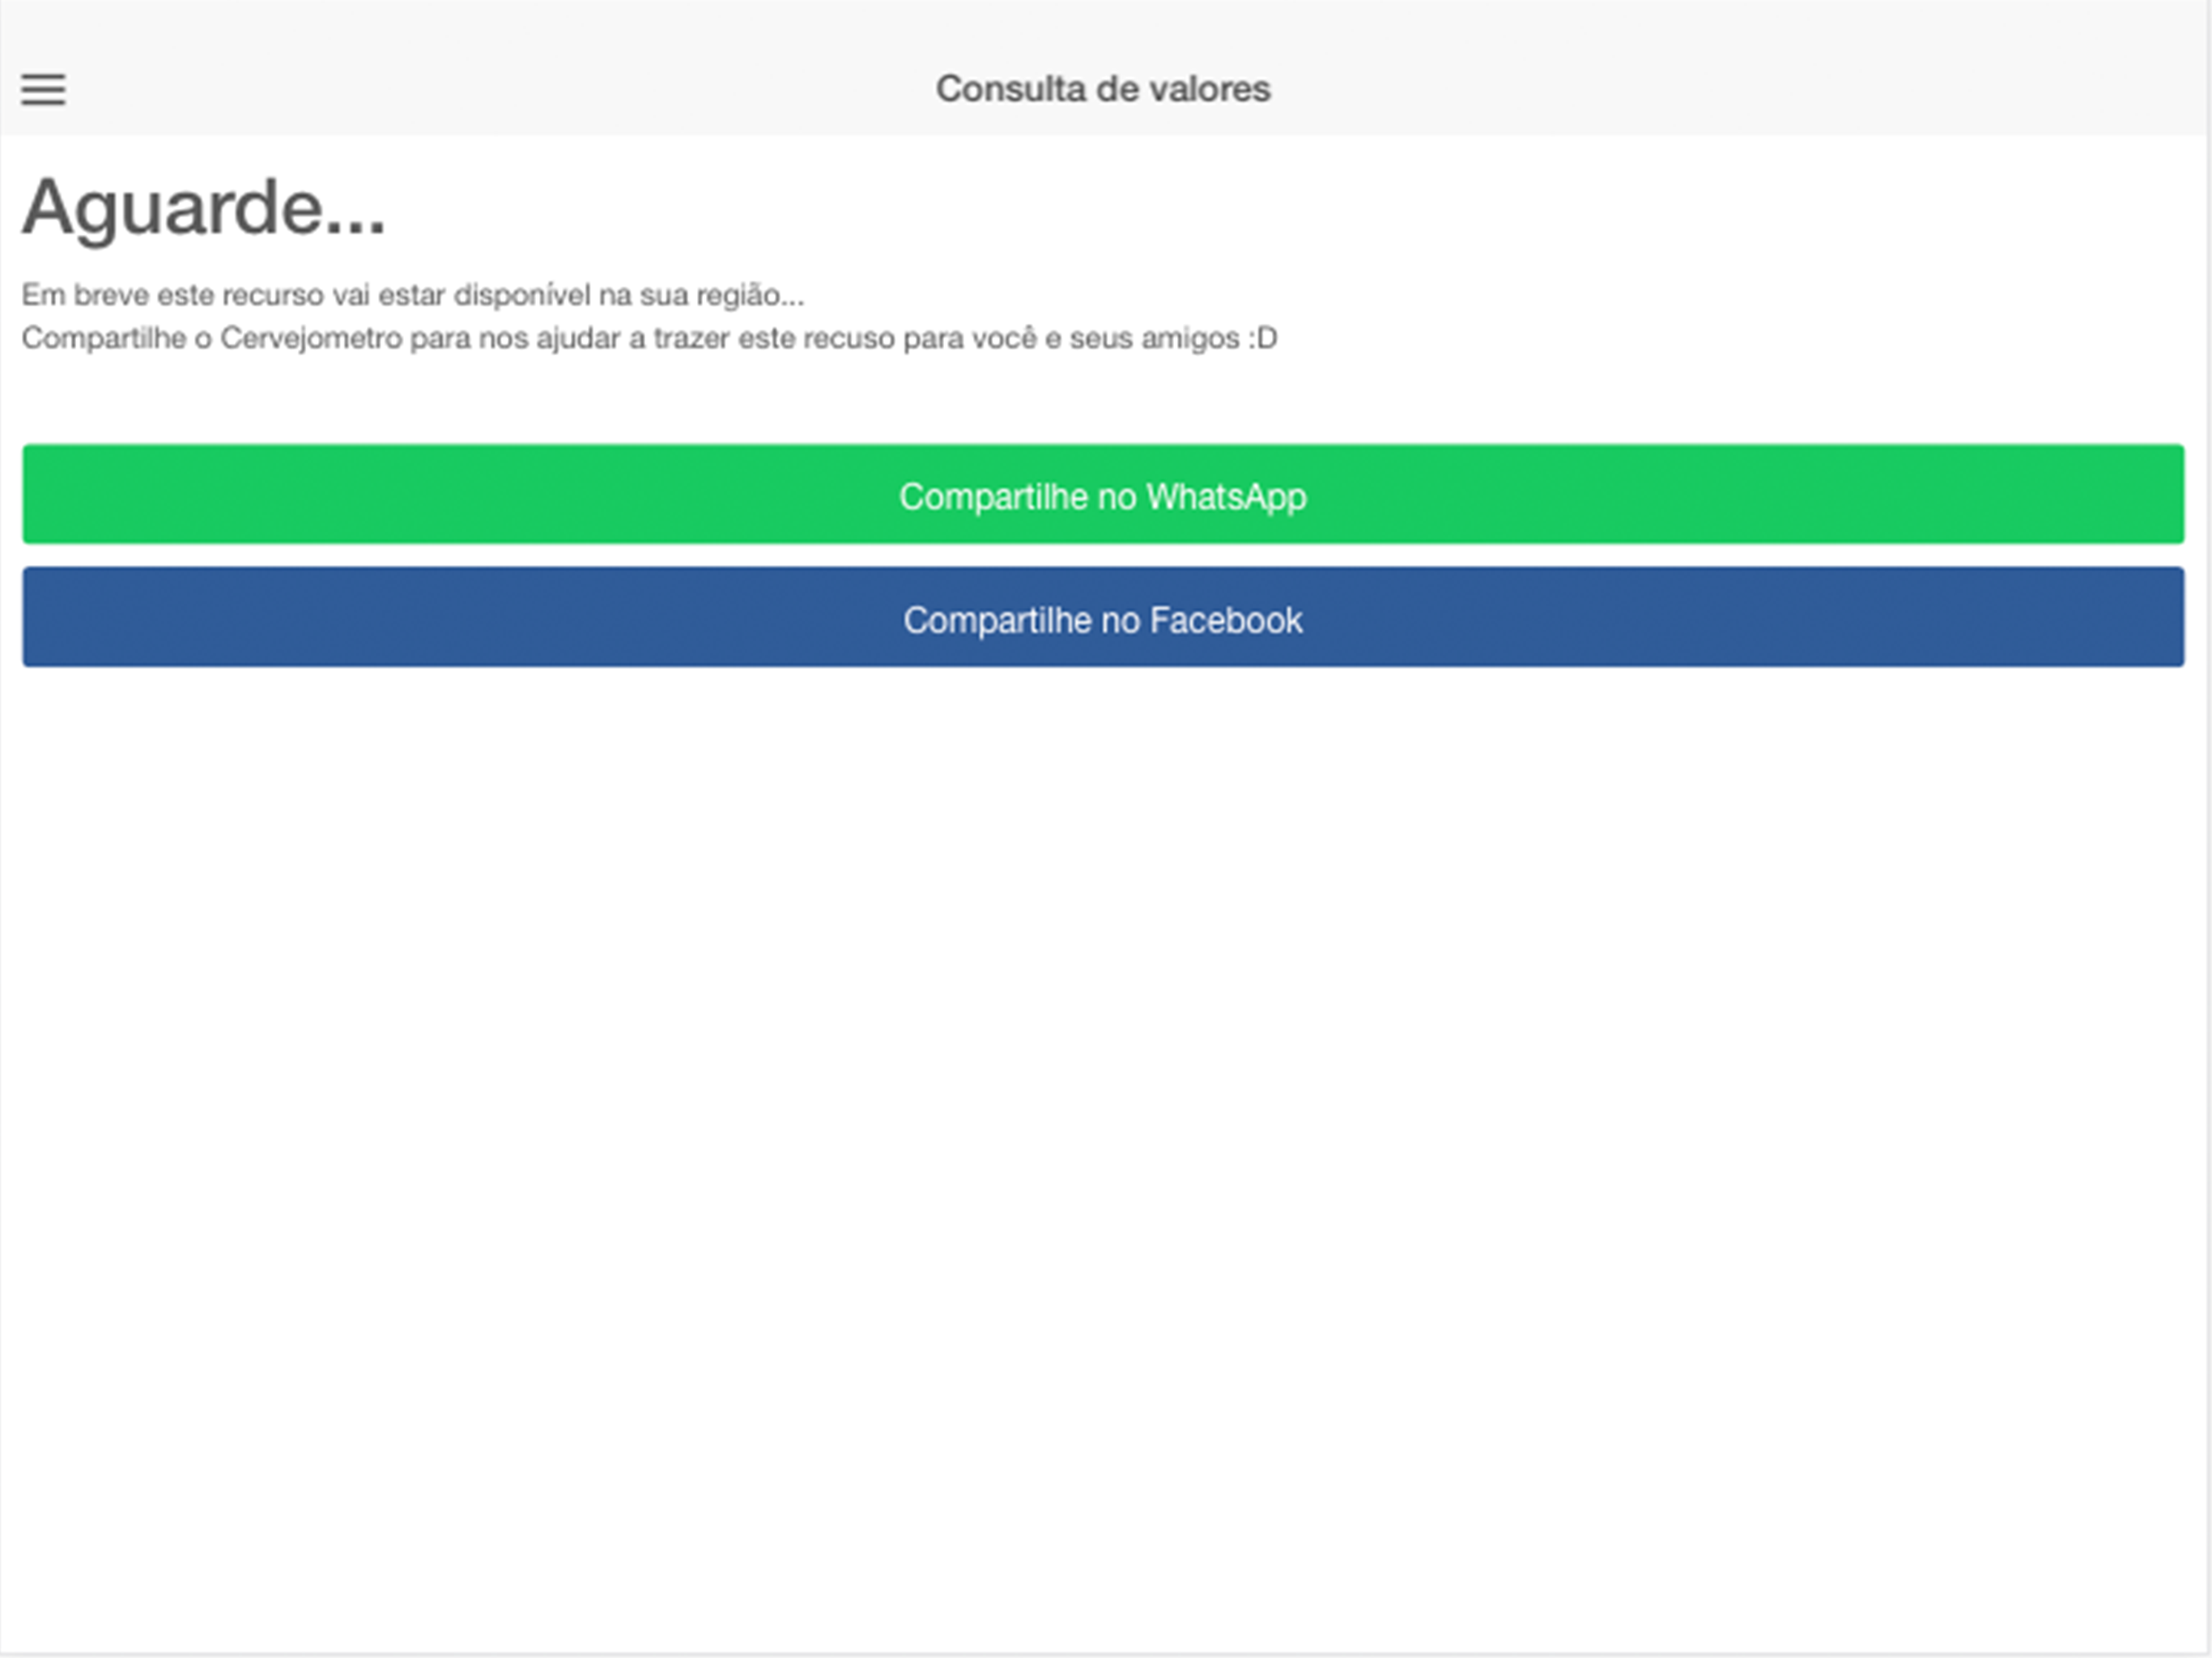 Consulta de valores
Aguarde...
Em breve este recurso vai estar disponível na sua região...
Compartilhe o Cervejometro para nos ajudar a trazer este recuso para você e seus amigos :D
Compartilhe no WhatsApp
Compartilhe no Facebook